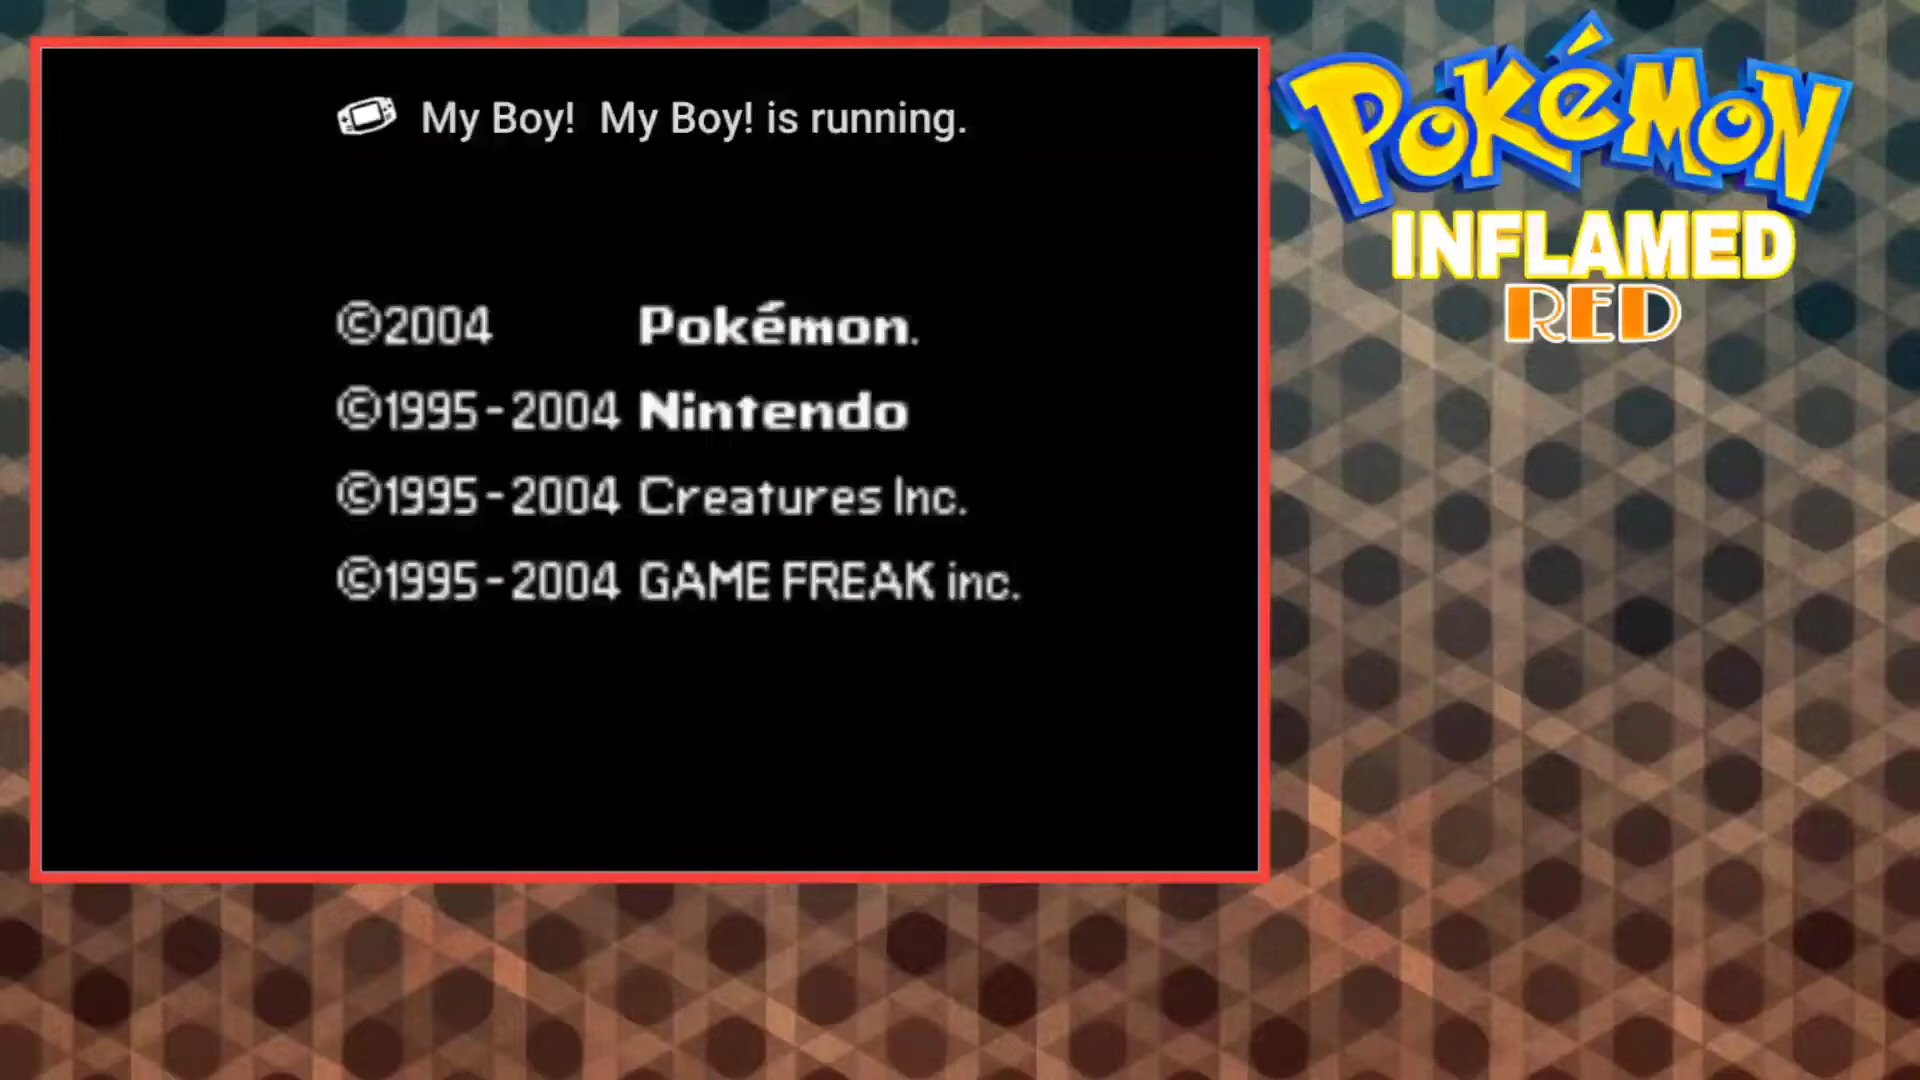 My Boy! My Boy! is running.
©2004 Pokémon.
©1995-2004 Nintendo
©1995-2004 Creatures Inc.
©1995-2004 GAME FREAK inc.
POKéMON
INFLAMED
RED